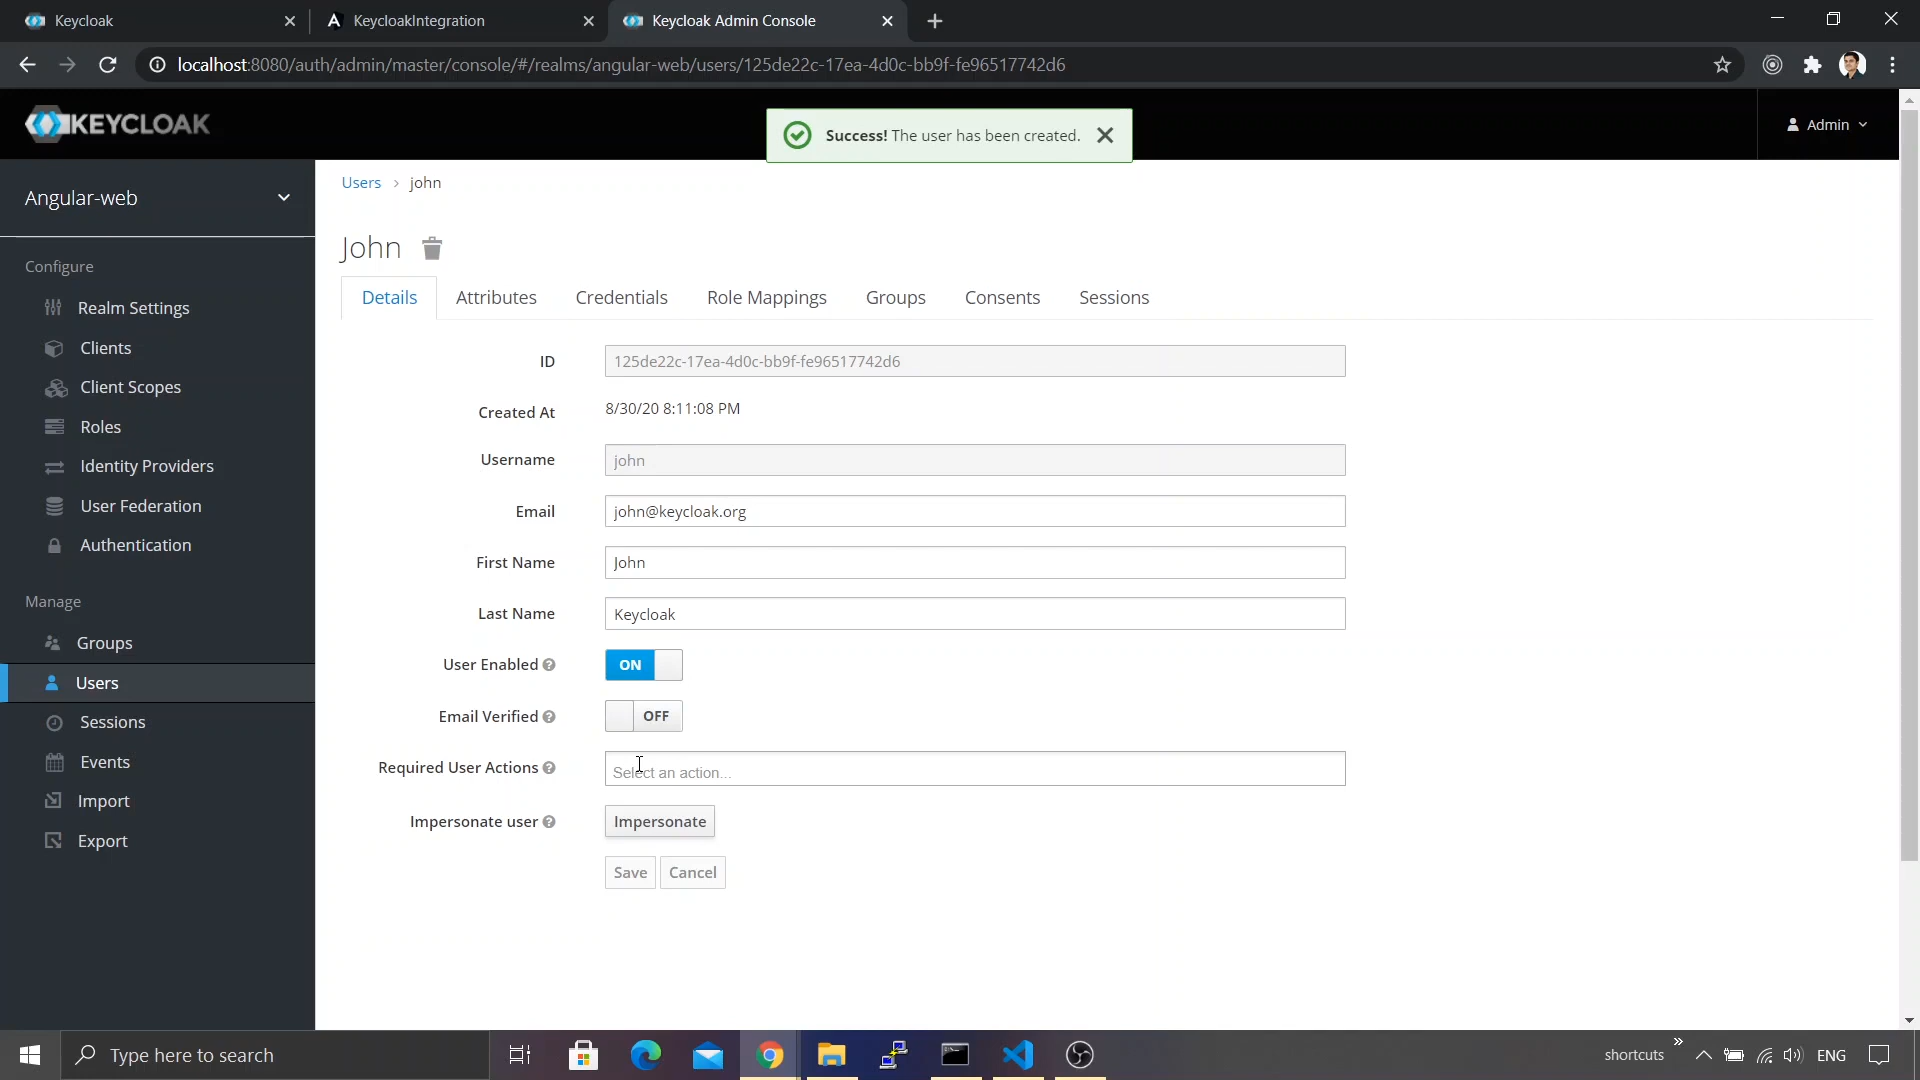 Keycloak
KeycloakIntegration
Keycloak Admin Console
localhost:8080/auth/admin/master/console/#/realms/angular-web/users/125de22c-17ea-4d0c-bb9f-fe96517742d6
KEYCLOAK
Success! The user has been created.
Admin
Angular-web
Users > john
John
Details Attributes Credentials Role Mappings Groups Consents Sessions
Configure
Realm Settings
Clients
Client Scopes
Roles
Identity Providers
User Federation
Authentication
Manage
Groups
Users
Sessions
Events
Import
Export
ID 125de22c-17ea-4d0c-bb9f-fe96517742d6
Created At 8/30/20 8:11:08 PM
Username john
Email john@keycloak.org
First Name John
Last Name Keycloak
User Enabled ON
Email Verified OFF
Required User Actions Select an action...
Impersonate user Impersonate
Save Cancel
Type here to search
shortcuts
ENG